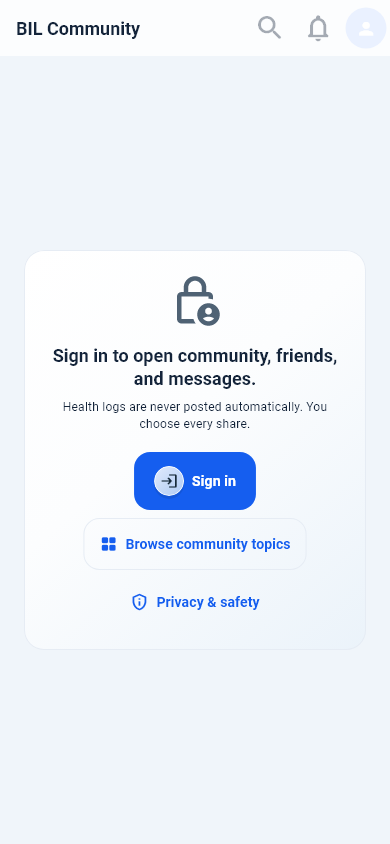 BIL Community
Sign in to open community, friends,
and messages.
Health logs are never posted automatically. You
choose every share.
Sign in
Browse community topics
Privacy & safety